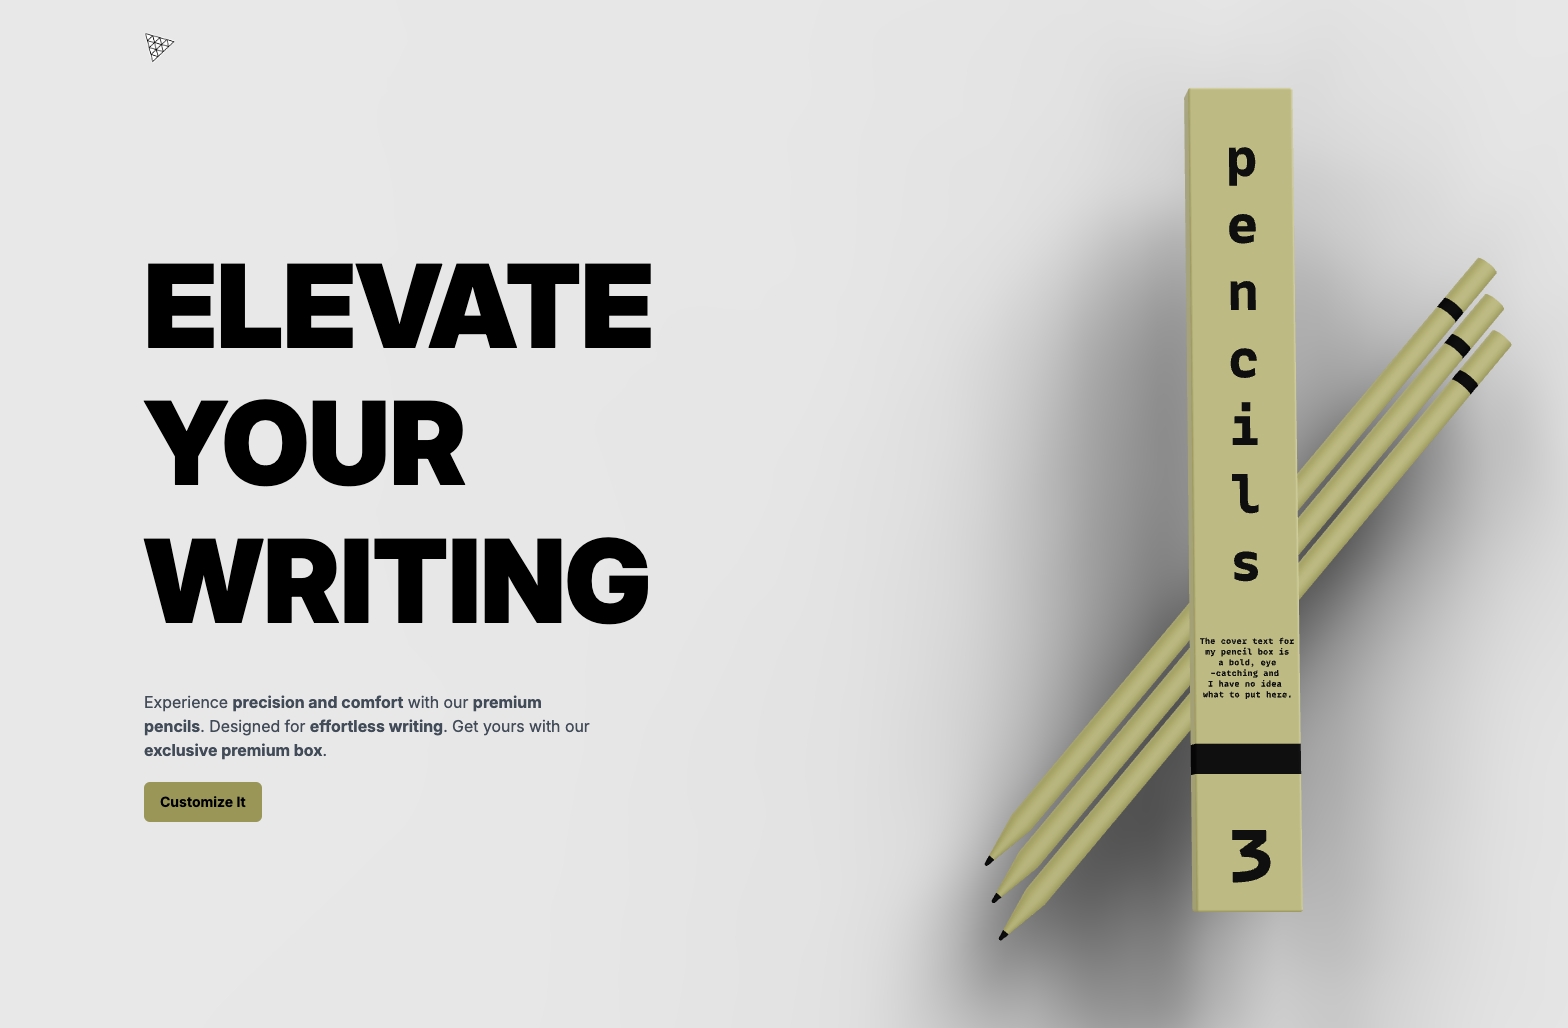 ELEVATE
YOUR
WRITING
Experience precision and comfort with our premium
pencils. Designed for effortless writing. Get yours with our
exclusive premium box.
Customize It
p
e
n
c
i
l
s
The cover text for
my pencil box is
a bold, eye
-catching and
I have no idea
what to put here.
3